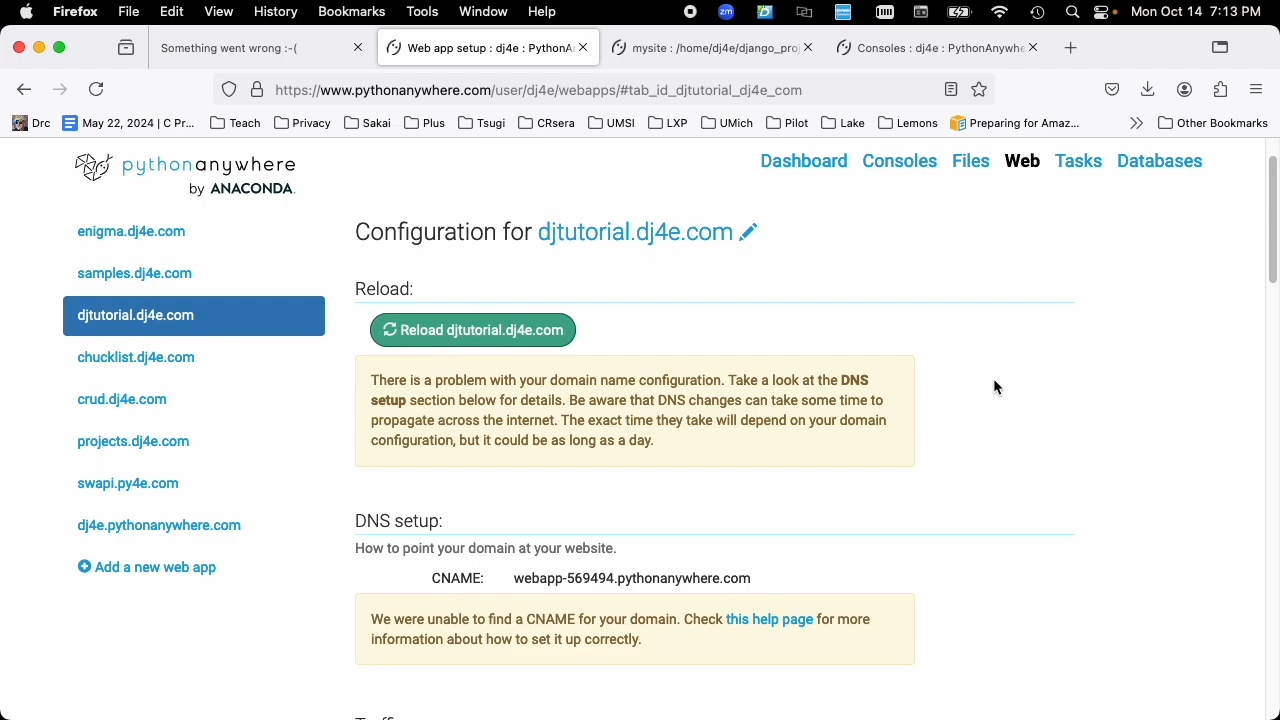 Firefox File Edit View History Bookmarks Tools Window Help Mon Oct 14 7:13 PM
Something went wrong :-( Web app setup : dj4e : PythonA mysite : /home/dj4e/django_proj Consoles : dj4e : PythonAnywhe
https://www.pythonanywhere.com/user/dj4e/webapps/#tab_id_djtutorial_dj4e_com
Drc May 22, 2024 | C Pr... Teach Privacy Sakai Plus Tsugi CRsera UMSI LXP UMich Pilot Lake Lemons Preparing for Amaz... Other Bookmarks
pythonanywhere
by ANACONDA.
Dashboard Consoles Files Web Tasks Databases
enigma.dj4e.com
samples.dj4e.com
djtutorial.dj4e.com
chucklist.dj4e.com
crud.dj4e.com
projects.dj4e.com
swapi.py4e.com
dj4e.pythonanywhere.com
Add a new web app
Configuration for djtutorial.dj4e.com
Reload:
Reload djtutorial.dj4e.com
There is a problem with your domain name configuration. Take a look at the DNS
setup section below for details. Be aware that DNS changes can take some time to
propagate across the internet. The exact time they take will depend on your domain
configuration, but it could be as long as a day.
DNS setup:
How to point your domain at your website.
CNAME: webapp-569494.pythonanywhere.com
We were unable to find a CNAME for your domain. Check this help page for more
information about how to set it up correctly.